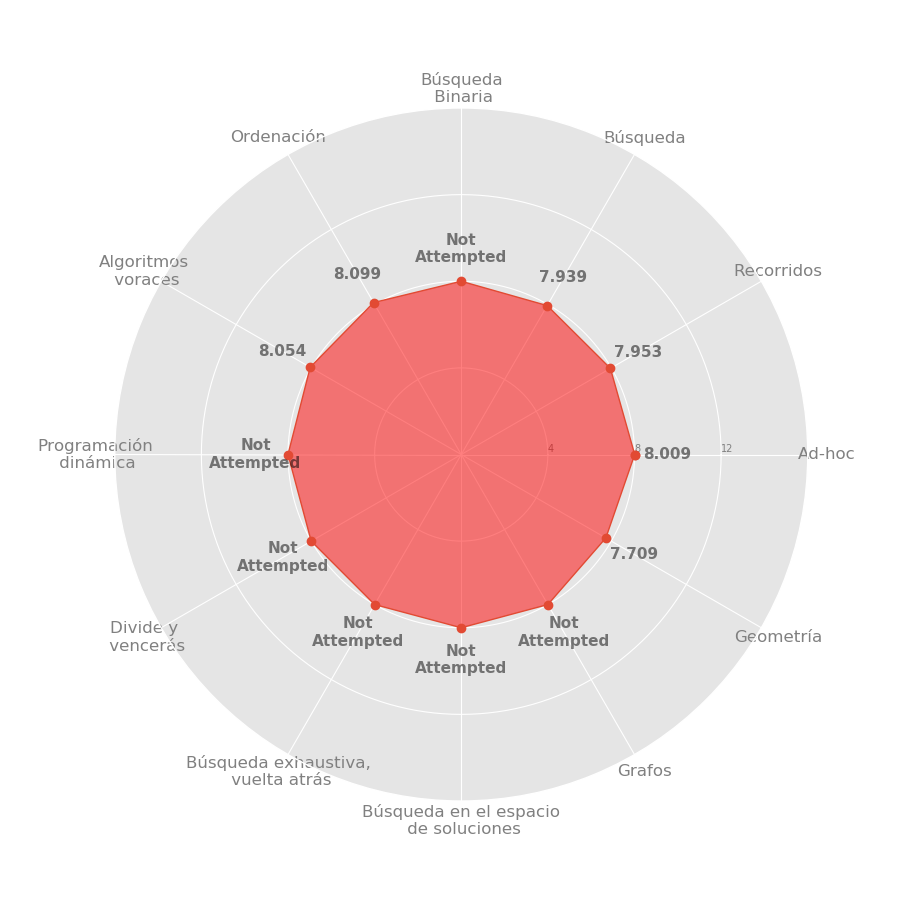 Búsqueda
Binaria
Ordenación
Búsqueda
Not
Attempted
Algoritmos
voraces
8.099
7.939
Recorridos
8.054
7.953
Programación
dinámica
Not
Attempted
4
8
12
8.009
Ad-hoc
Not
Attempted
7.709
Divide y
vencerás
Not
Attempted
Not
Attempted
Not
Attempted
Geometría
Búsqueda exhaustiva,
vuelta atrás
Grafos
Búsqueda en el espacio
de soluciones